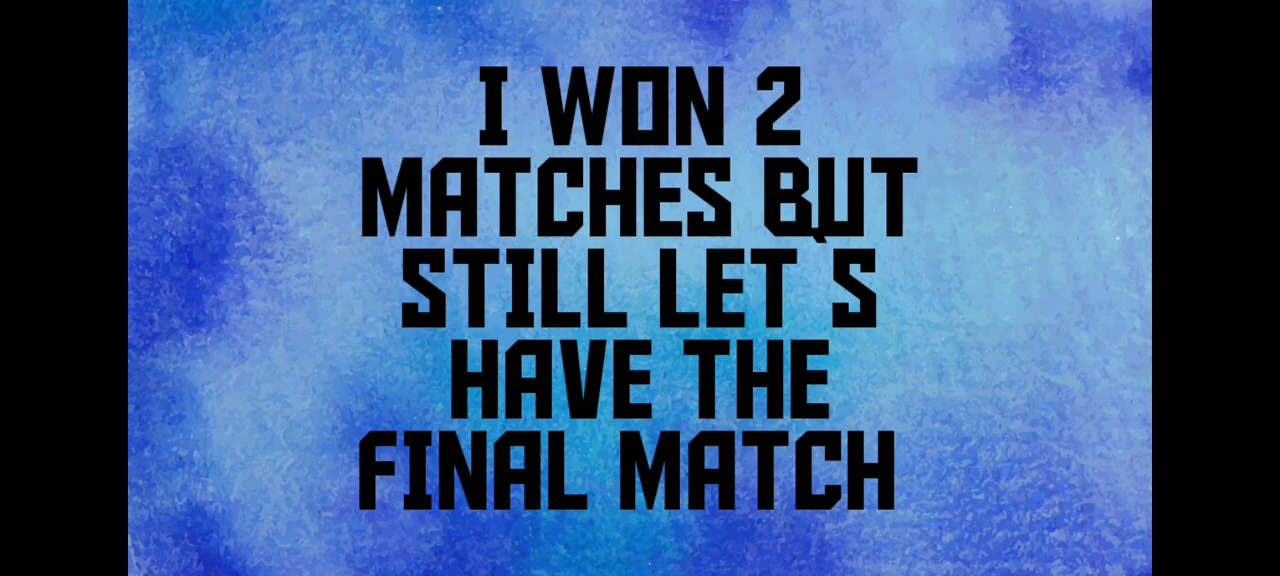 I WON 2
MATCHES BUT
STILL LET`S
HAVE THE
FINAL MATCH